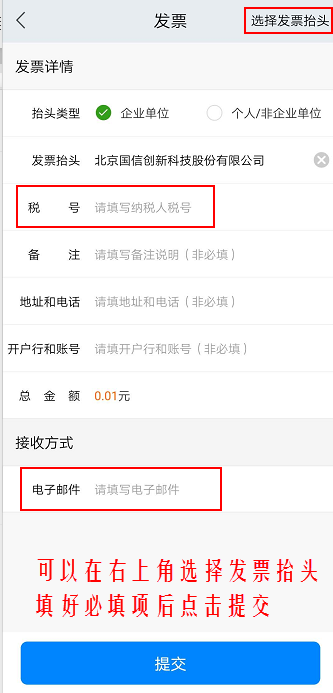 发票
选择发票抬头
发票详情
抬头类型 企业单位 个人/非企业单位
发票抬头 北京国信创新科技股份有限公司
税 号 请填写纳税人税号
备 注 请填写备注说明（非必填）
地址和电话 请填地址和电话（非必填）
开户行和账号 请填开户行和账号（非必填）
总 金 额 0.01元
接收方式
电子邮件 请填写电子邮件
可以在右上角选择发票抬头
填好必填项后点击提交
提交